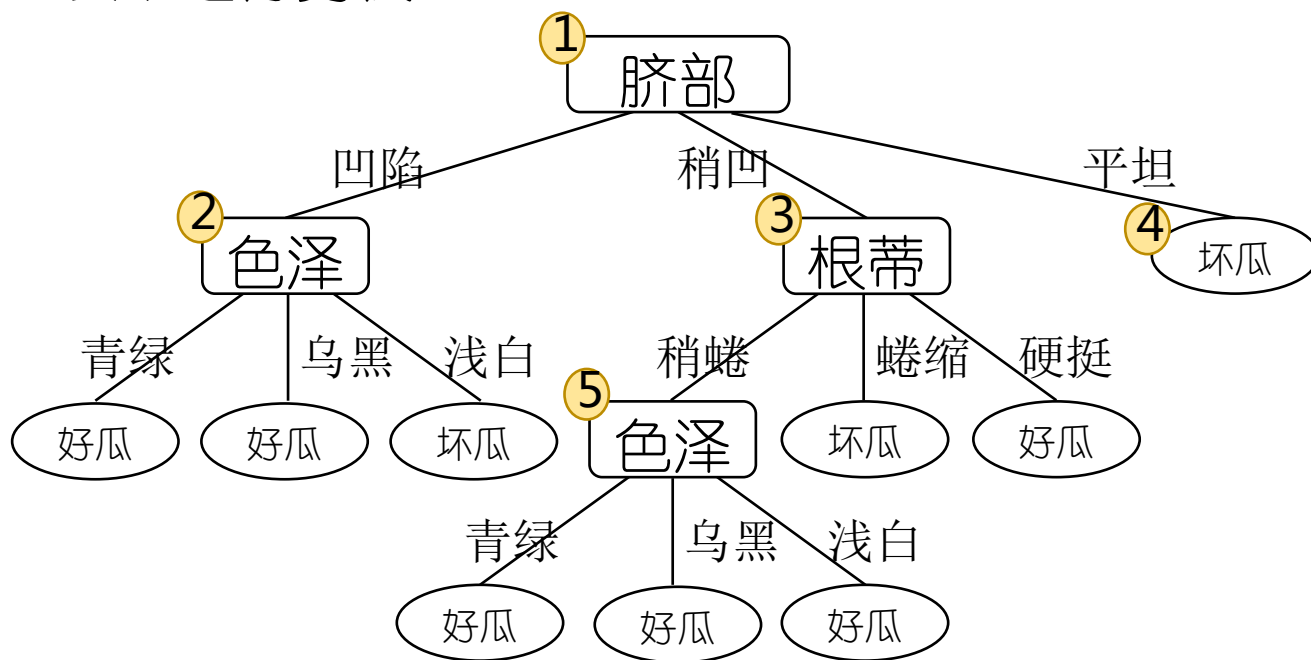 1
脐部
凹陷 稍凹 平坦
2 3 4
色泽 根蒂 坏瓜
青绿 乌黑 浅白 稍蜷 蜷缩 硬挺
5
好瓜 好瓜 坏瓜 色泽 坏瓜 好瓜
青绿 乌黑 浅白
好瓜 好瓜 好瓜